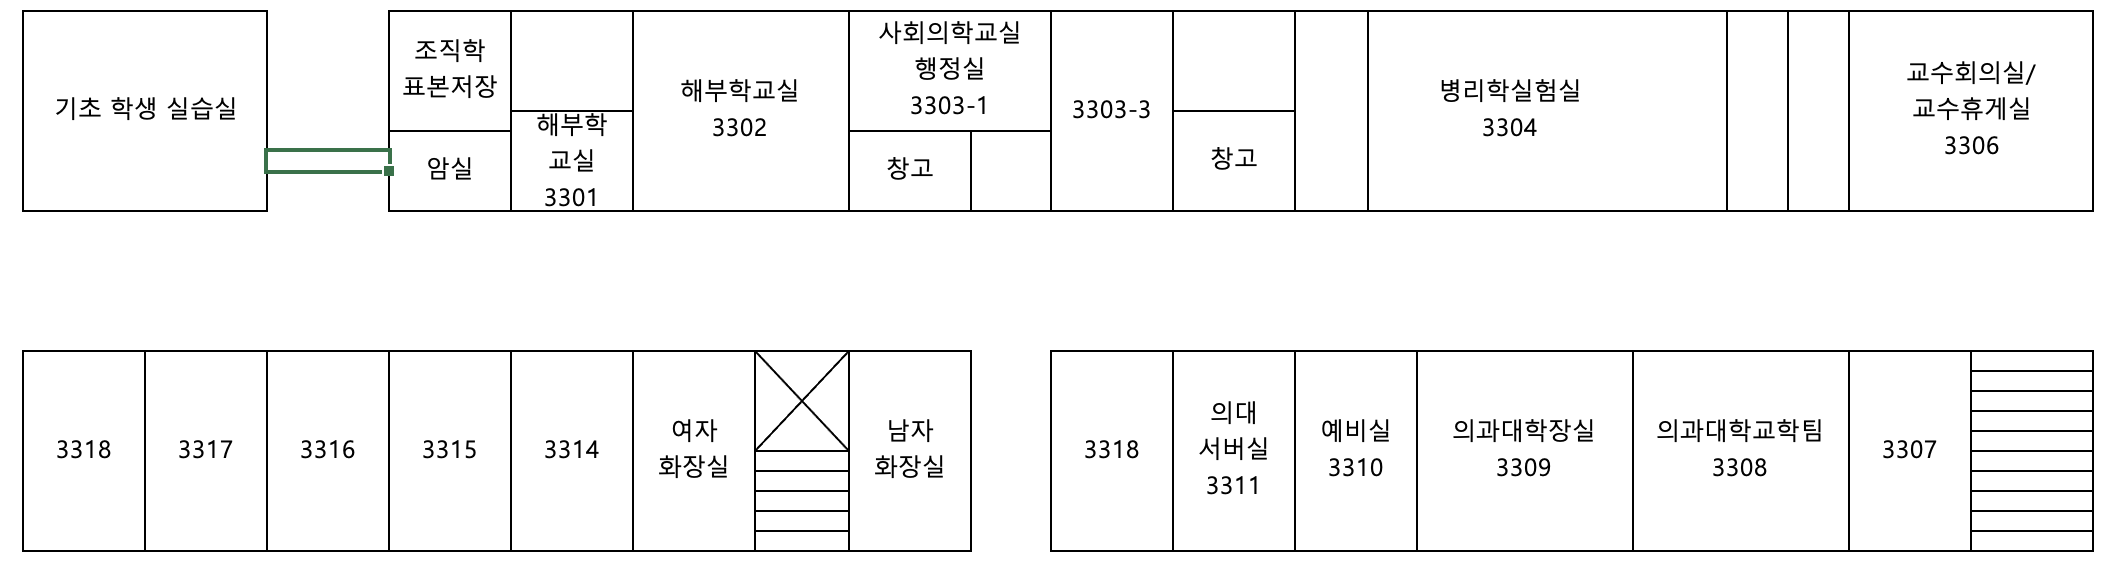 기초 학생 실습실
조직학
표본저장
암실
해부학
교실
3301
해부학교실
3302
사회의학교실
행정실
3303-1
창고
3303-3
창고
병리학실험실
3304
교수회의실/
교수휴게실
3306
3318
3317
3316
3315
3314
여자
화장실
남자
화장실
3318
의대
서버실
3311
예비실
3310
의과대학장실
3309
의과대학교학팀
3308
3307